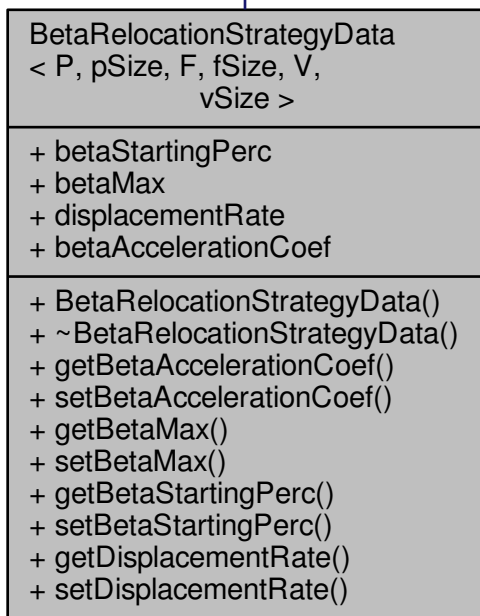 BetaRelocationStrategyData
< P, pSize, F, fSize, V,
vSize >
+ betaStartingPerc
+ betaMax
+ displacementRate
+ betaAccelerationCoef
+ BetaRelocationStrategyData()
+ ~BetaRelocationStrategyData()
+ getBetaAccelerationCoef()
+ setBetaAccelerationCoef()
+ getBetaMax()
+ setBetaMax()
+ getBetaStartingPerc()
+ setBetaStartingPerc()
+ getDisplacementRate()
+ setDisplacementRate()